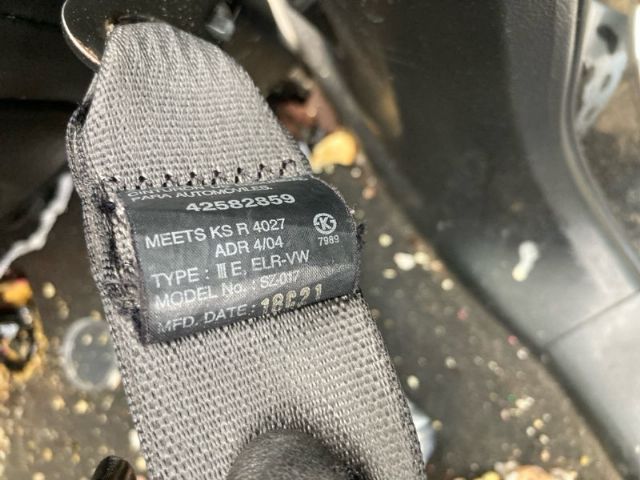 PARA AUTOMOVILES.
42582859
MEETS KS R 4027
ADR 4/04
K
7989
TYPE : III E, ELR-VW
MODEL No. : SZ-017
MFD. DATE :